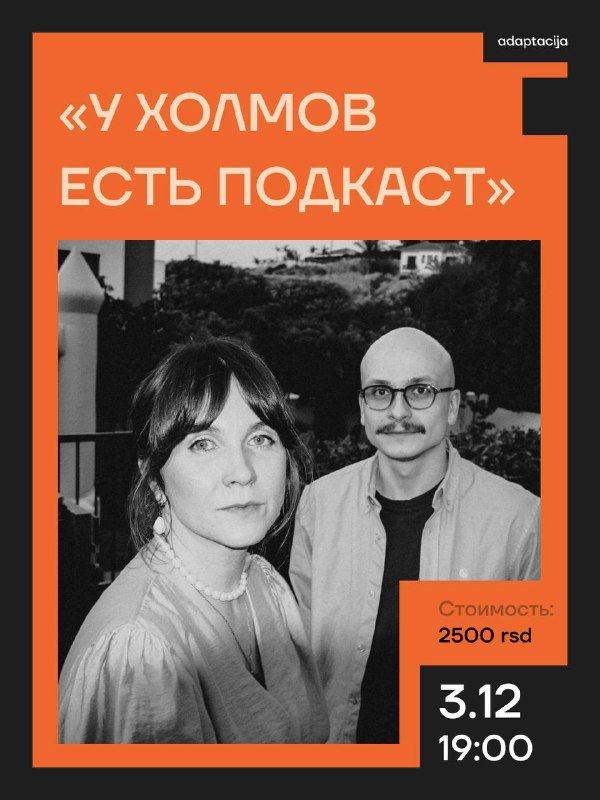 adaptacija
«У ХОЛМОВ
ЕСТЬ ПОДКАСТ»
Стоимость:
2500 rsd
3.12
19:00